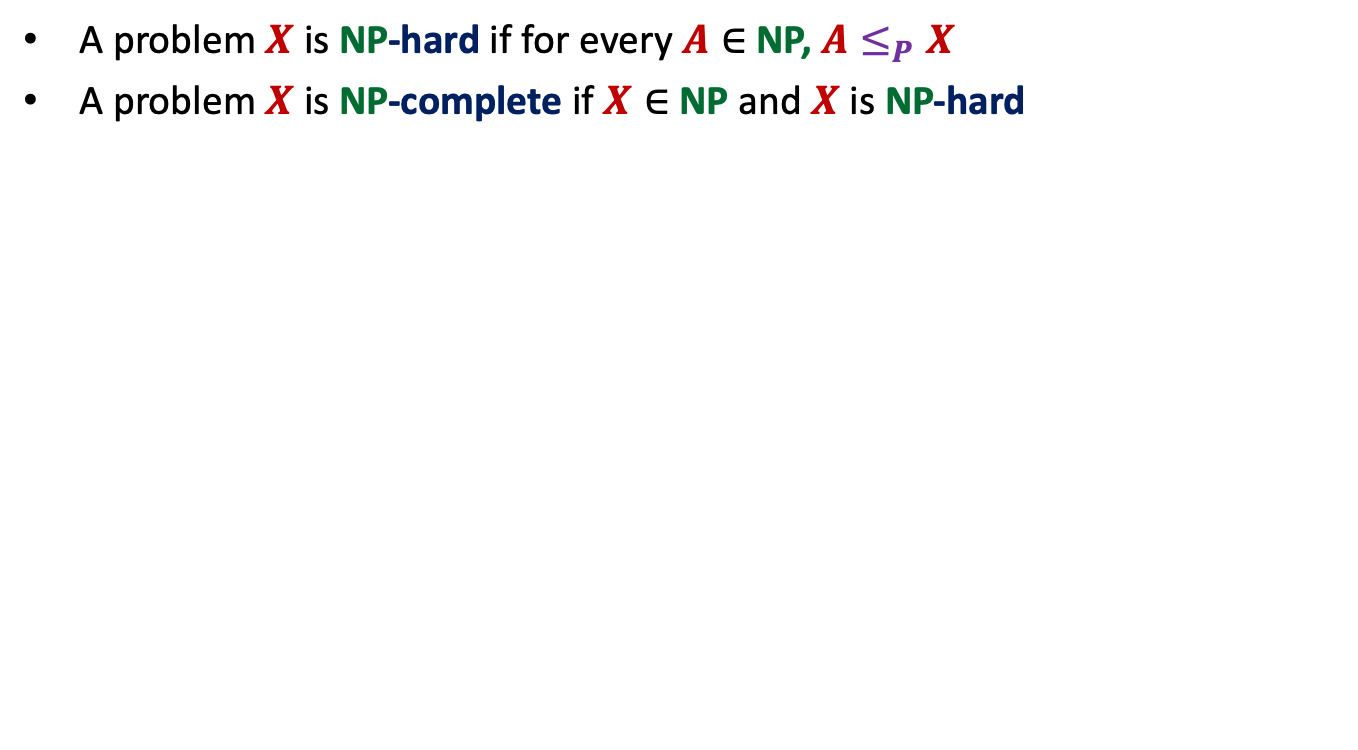 • A problem X is NP-hard if for every A ∈ NP, A ≤P X
• A problem X is NP-complete if X ∈ NP and X is NP-hard